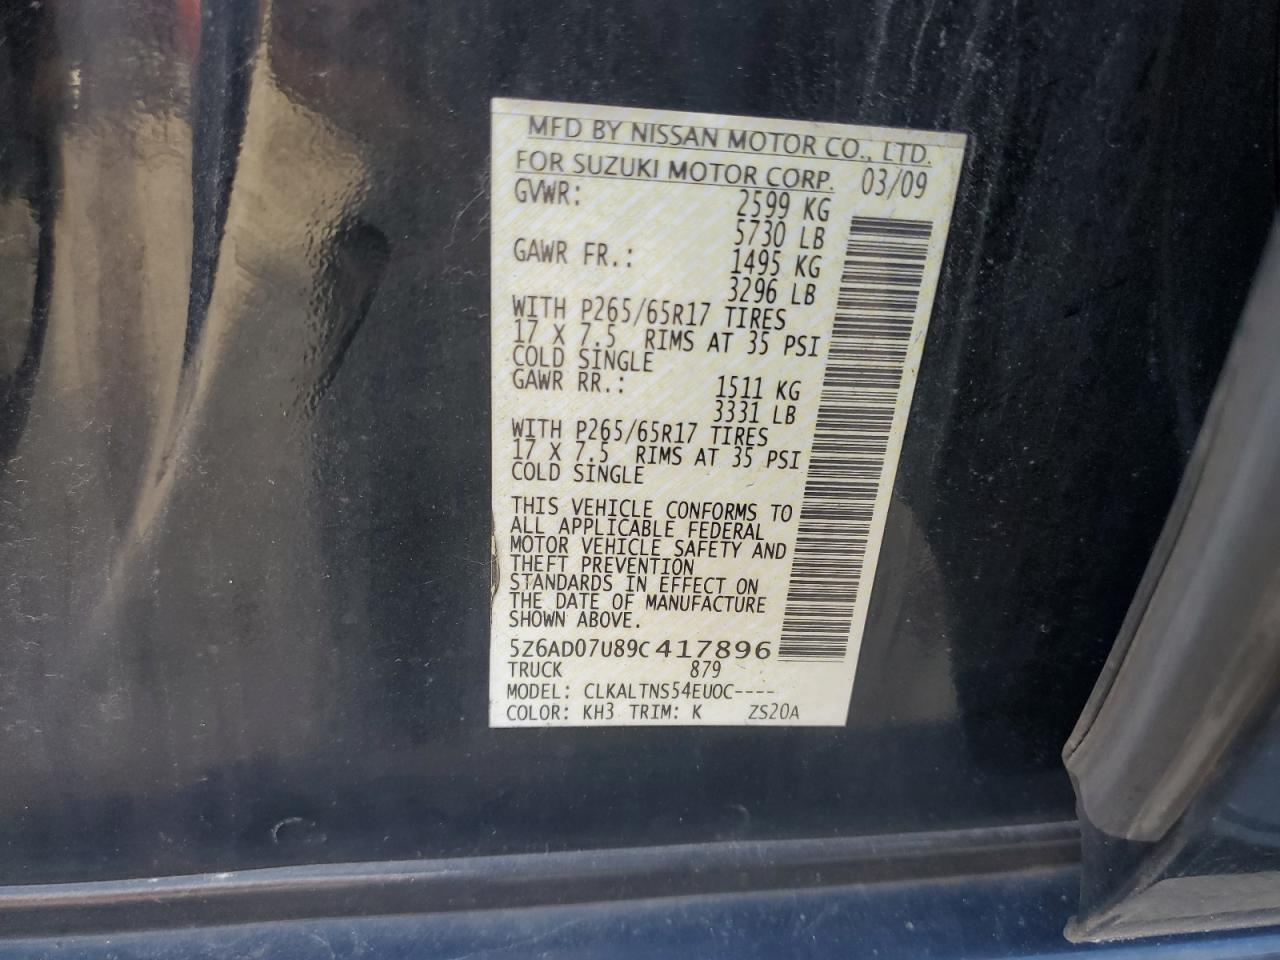 MFD BY NISSAN MOTOR CO., LTD.
FOR SUZUKI MOTOR CORP. 03/09
GVWR: 2599 KG
5730 LB
GAWR FR.: 1495 KG
3296 LB
WITH P265/65R17 TIRES
17 X 7.5 RIMS AT 35 PSI
COLD SINGLE
GAWR RR.: 1511 KG
3331 LB
WITH P265/65R17 TIRES
17 X 7.5 RIMS AT 35 PSI
COLD SINGLE
THIS VEHICLE CONFORMS TO
ALL APPLICABLE FEDERAL
MOTOR VEHICLE SAFETY AND
THEFT PREVENTION
STANDARDS IN EFFECT ON
THE DATE OF MANUFACTURE
SHOWN ABOVE.
5Z6AD07U89C417896
TRUCK 879
MODEL: CLKALTNS54EUOC----
COLOR: KH3 TRIM: K ZS20A